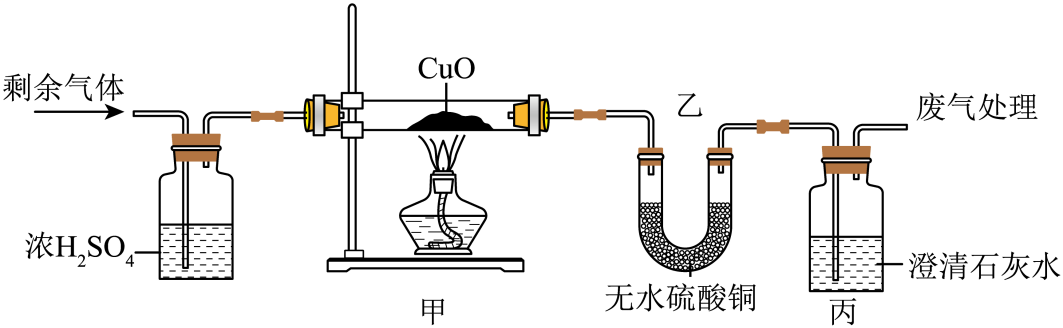 剩余气体
CuO
乙
废气处理
浓H₂SO₄
无水硫酸铜
澄清石灰水
甲
丙